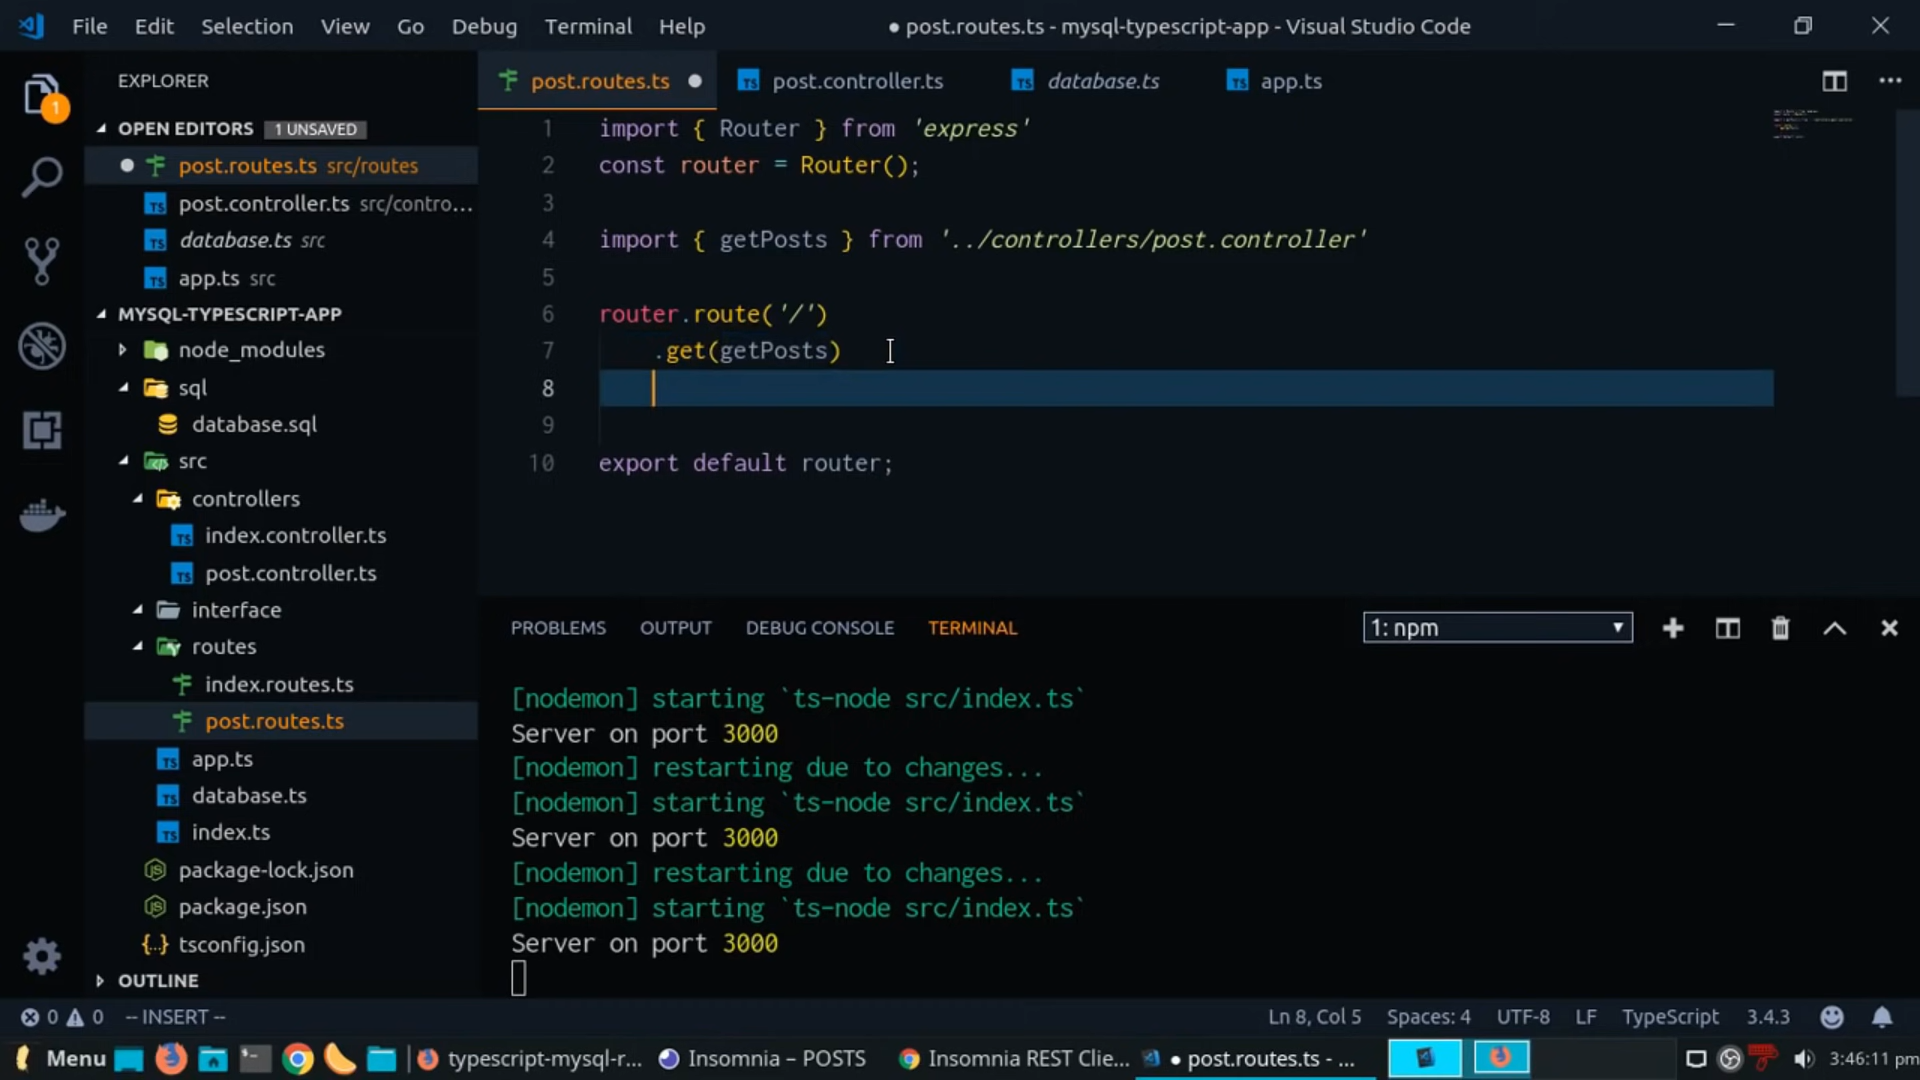 File Edit Selection View Go Debug Terminal Help
● post.routes.ts - mysql-typescript-app - Visual Studio Code
EXPLORER
OPEN EDITORS 1 UNSAVED
post.routes.ts src/routes
post.controller.ts src/contro...
database.ts src
app.ts src
MYSQL-TYPESCRIPT-APP
node_modules
sql
database.sql
src
controllers
index.controller.ts
post.controller.ts
interface
routes
index.routes.ts
post.routes.ts
app.ts
database.ts
index.ts
package-lock.json
package.json
tsconfig.json
OUTLINE
post.routes.ts post.controller.ts database.ts app.ts
1 import { Router } from 'express'
2 const router = Router();
3
4 import { getPosts } from '../controllers/post.controller'
5
6 router.route('/')
7 .get(getPosts)
8
9
10 export default router;
PROBLEMS OUTPUT DEBUG CONSOLE TERMINAL 1: npm
[nodemon] starting `ts-node src/index.ts`
Server on port 3000
[nodemon] restarting due to changes...
[nodemon] starting `ts-node src/index.ts`
Server on port 3000
[nodemon] restarting due to changes...
[nodemon] starting `ts-node src/index.ts`
Server on port 3000
0 0 -- INSERT -- Ln 8, Col 5 Spaces: 4 UTF-8 LF TypeScript 3.4.3
Menu typescript-mysql-r... Insomnia – POSTS Insomnia REST Clie... ● post.routes.ts - ... 3:46:11 pm